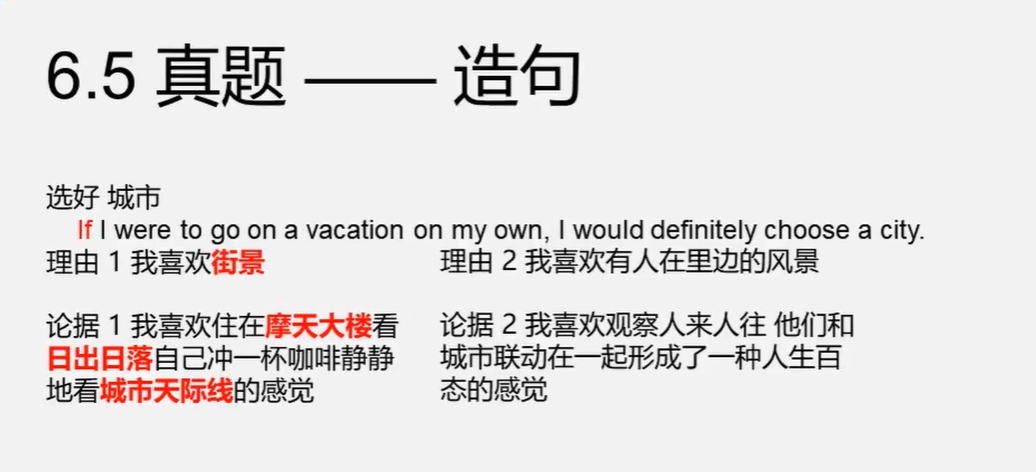 6.5 真题 —— 造句
选好 城市
If I were to go on a vacation on my own, I would definitely choose a city.
理由 1 我喜欢街景
理由 2 我喜欢有人在里边的风景
论据 1 我喜欢住在摩天大楼看
日出日落自己冲一杯咖啡静静
地看城市天际线的感觉
论据 2 我喜欢观察人来人往 他们和
城市联动在一起形成了一种人生百
态的感觉